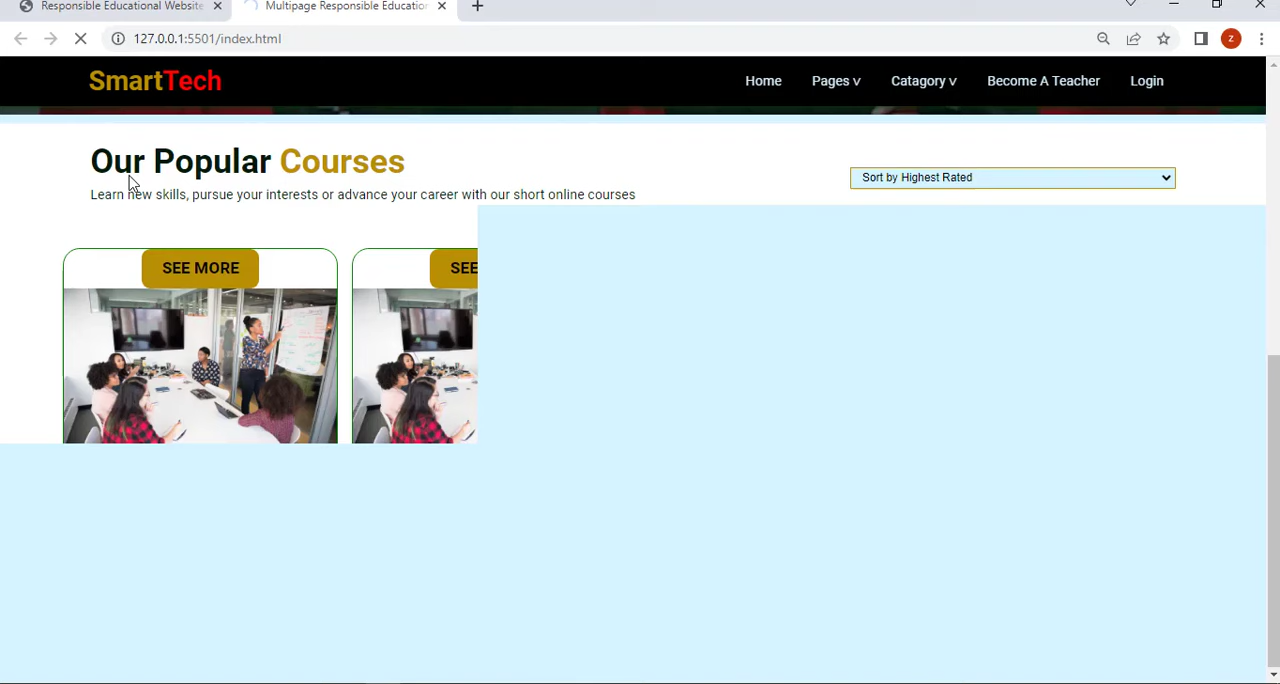 Responsible Educational Website
Multipage Responsible Education
127.0.0.1:5501/index.html
z
SmartTech
Home
Pages v
Catagory v
Become A Teacher
Login
Our Popular Courses
Learn new skills, pursue your interests or advance your career with our short online courses
Sort by Highest Rated
SEE MORE
SEE